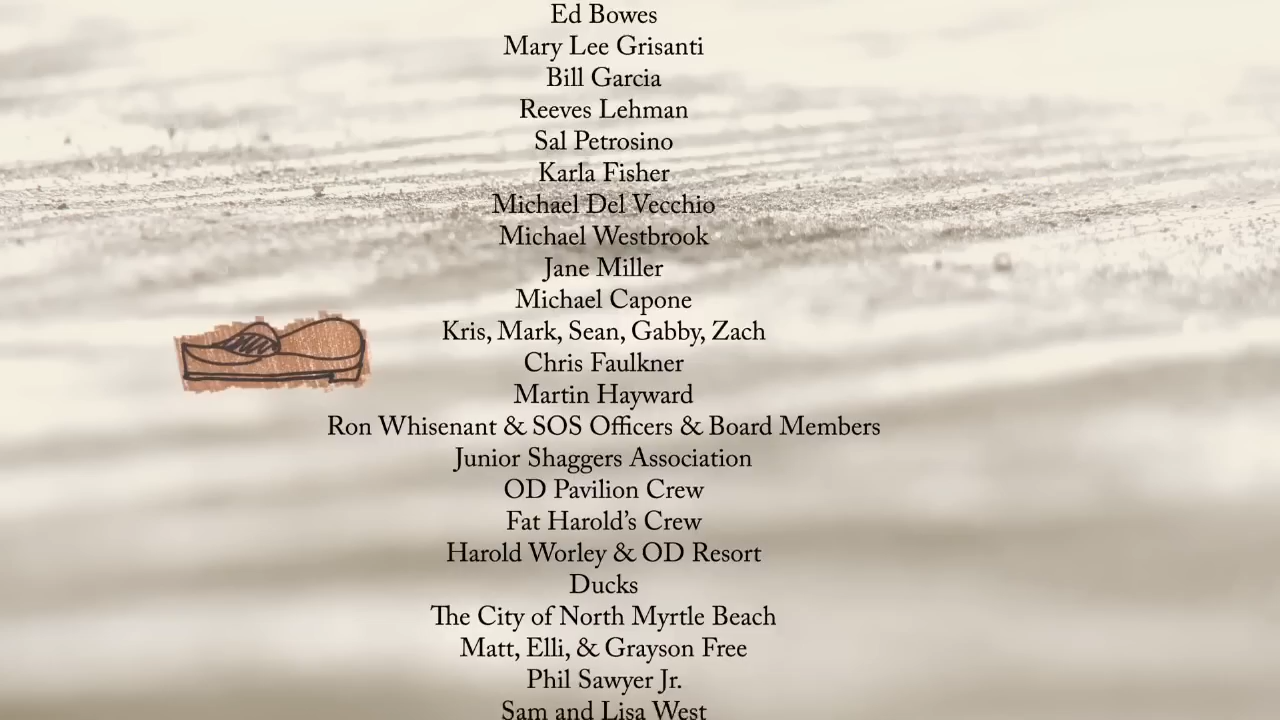 Ed Bowes
Mary Lee Grisanti
Bill Garcia
Reeves Lehman
Sal Petrosino
Karla Fisher
Michael Del Vecchio
Michael Westbrook
Jane Miller
Michael Capone
Kris, Mark, Sean, Gabby, Zach
Chris Faulkner
Martin Hayward
Ron Whisenant & SOS Officers & Board Members
Junior Shaggers Association
OD Pavilion Crew
Fat Harold’s Crew
Harold Worley & OD Resort
Ducks
The City of North Myrtle Beach
Matt, Elli, & Grayson Free
Phil Sawyer Jr.
Sam and Lisa West